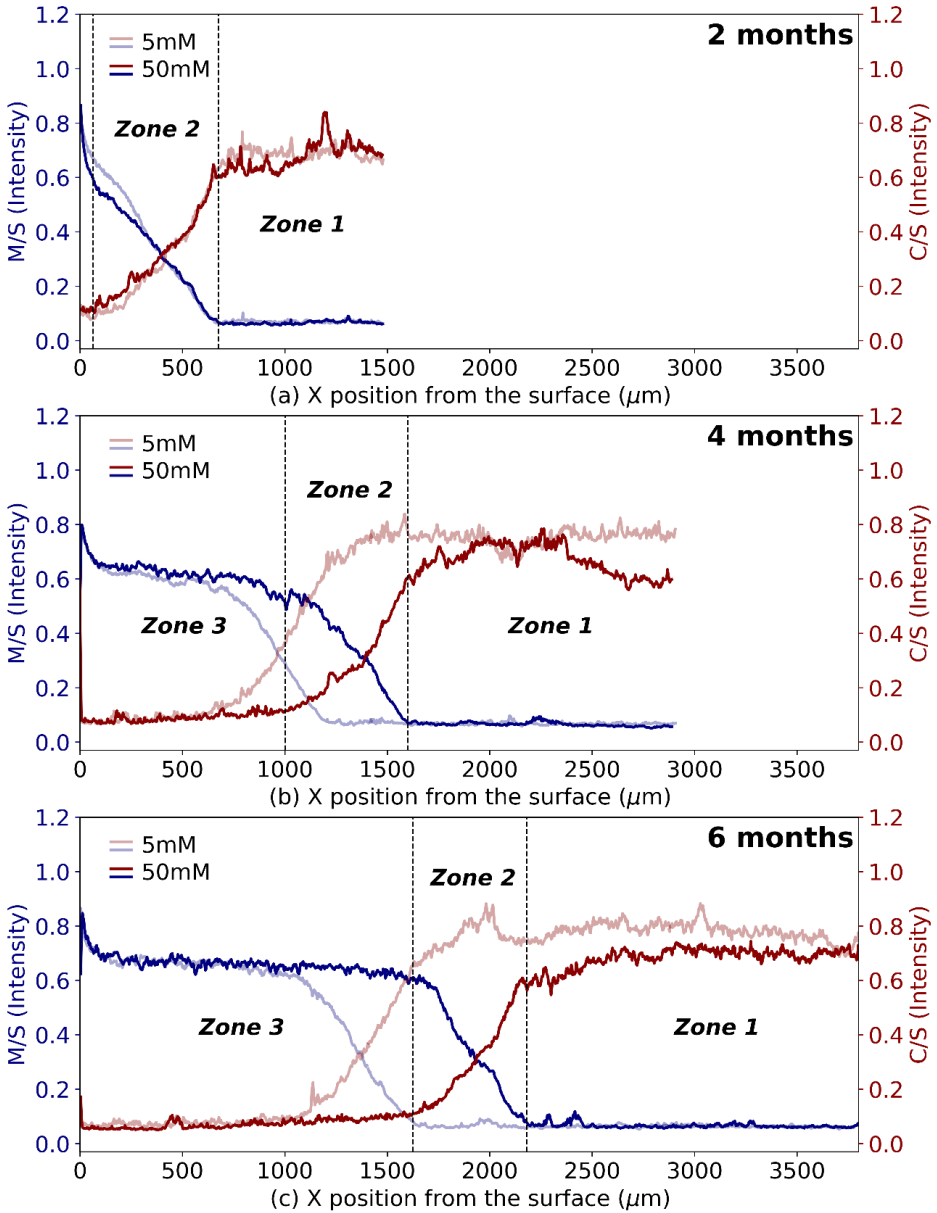 2 months
5mM
50mM
Zone 2
Zone 1
M/S (Intensity)
C/S (Intensity)
1.2
1.0
0.8
0.6
0.4
0.2
0.0
1.2
1.0
0.8
0.6
0.4
0.2
0.0
0 500 1000 1500 2000 2500 3000 3500
(a) X position from the surface (μm)
4 months
5mM
50mM
Zone 2
Zone 3
Zone 1
M/S (Intensity)
C/S (Intensity)
1.2
1.0
0.8
0.6
0.4
0.2
0.0
1.2
1.0
0.8
0.6
0.4
0.2
0.0
0 500 1000 1500 2000 2500 3000 3500
(b) X position from the surface (μm)
6 months
5mM
50mM
Zone 2
Zone 3
Zone 1
M/S (Intensity)
C/S (Intensity)
1.2
1.0
0.8
0.6
0.4
0.2
0.0
1.2
1.0
0.8
0.6
0.4
0.2
0.0
0 500 1000 1500 2000 2500 3000 3500
(c) X position from the surface (μm)